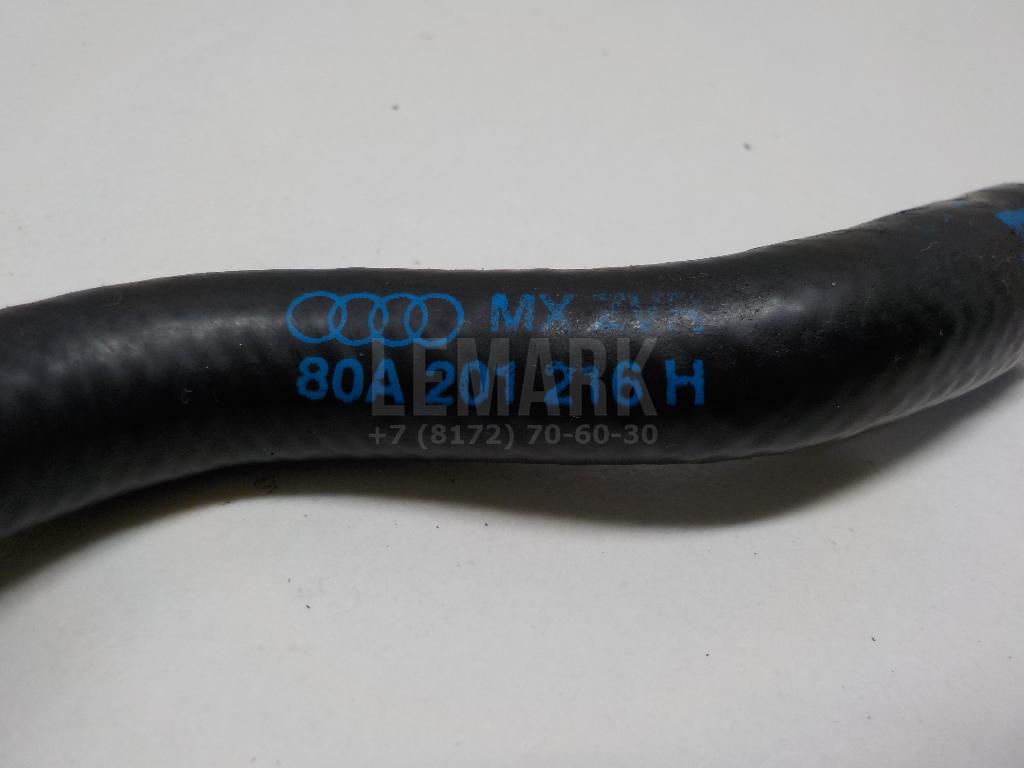 MX
80A 201 216 H
LEMARK
+7 (8172) 70-60-30